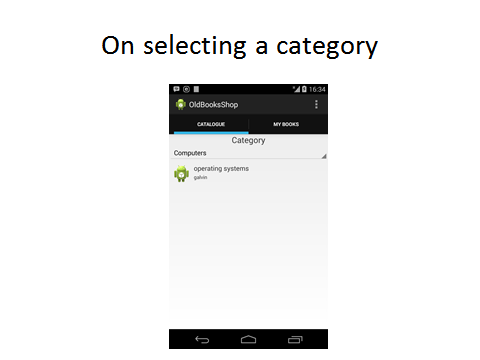 On selecting a category
16:34
OldBooksShop
CATALOGUE MY BOOKS
Category
Computers
operating systems
galvin